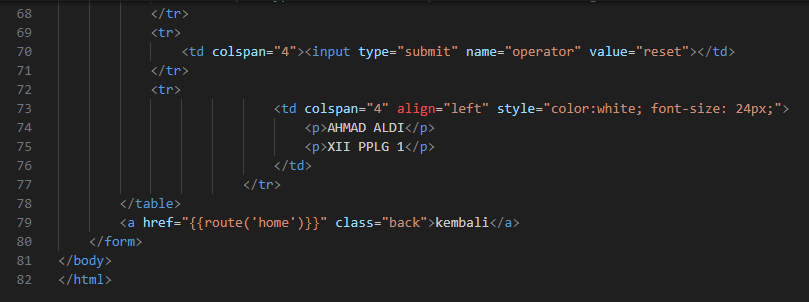 68 </tr>
69 <tr>
70 <td colspan="4"><input type="submit" name="operator" value="reset"></td>
71 </tr>
72 <tr>
73 <td colspan="4" align="left" style="color:white; font-size: 24px;">
74 <p>AHMAD ALDI</p>
75 <p>XII PPLG 1</p>
76 </td>
77 </tr>
78 </table>
79 <a href="{{route('home')}}" class="back">kembali</a>
80 </form>
81 </body>
82 </html>